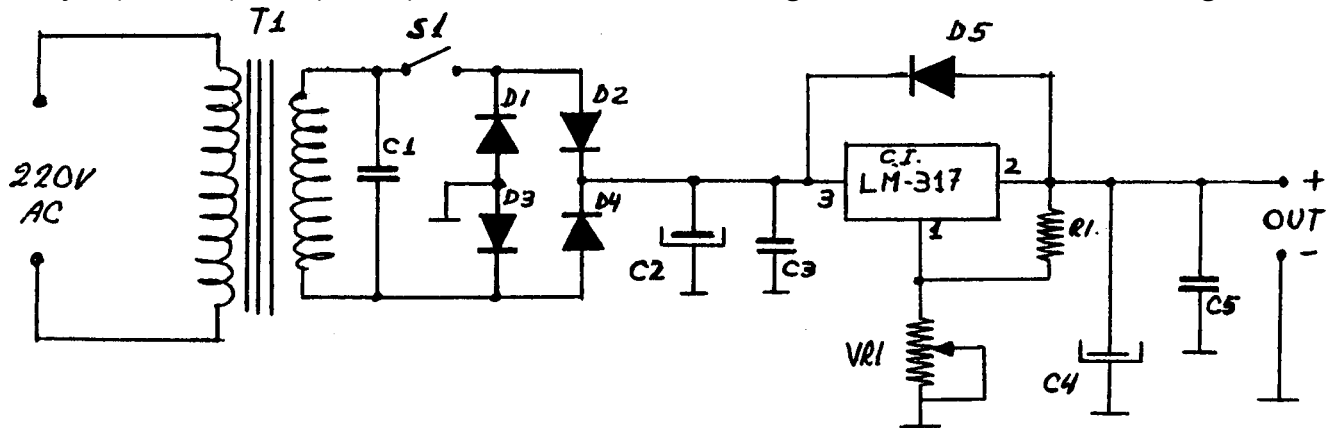 T1
S1
D5
D1
D2
C1
C.I.
LM-317
220V
AC
D3
D4
3
2
1
R1.
+
OUT
-
C2
C3
C5
VR1
C4